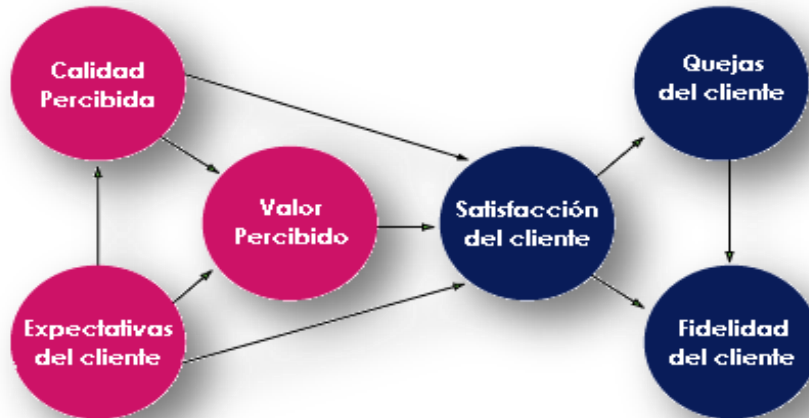 Calidad
Percibida
Quejas
del cliente
Valor
Percibido
Satisfacción
del cliente
Expectativas
del cliente
Fidelidad
del cliente